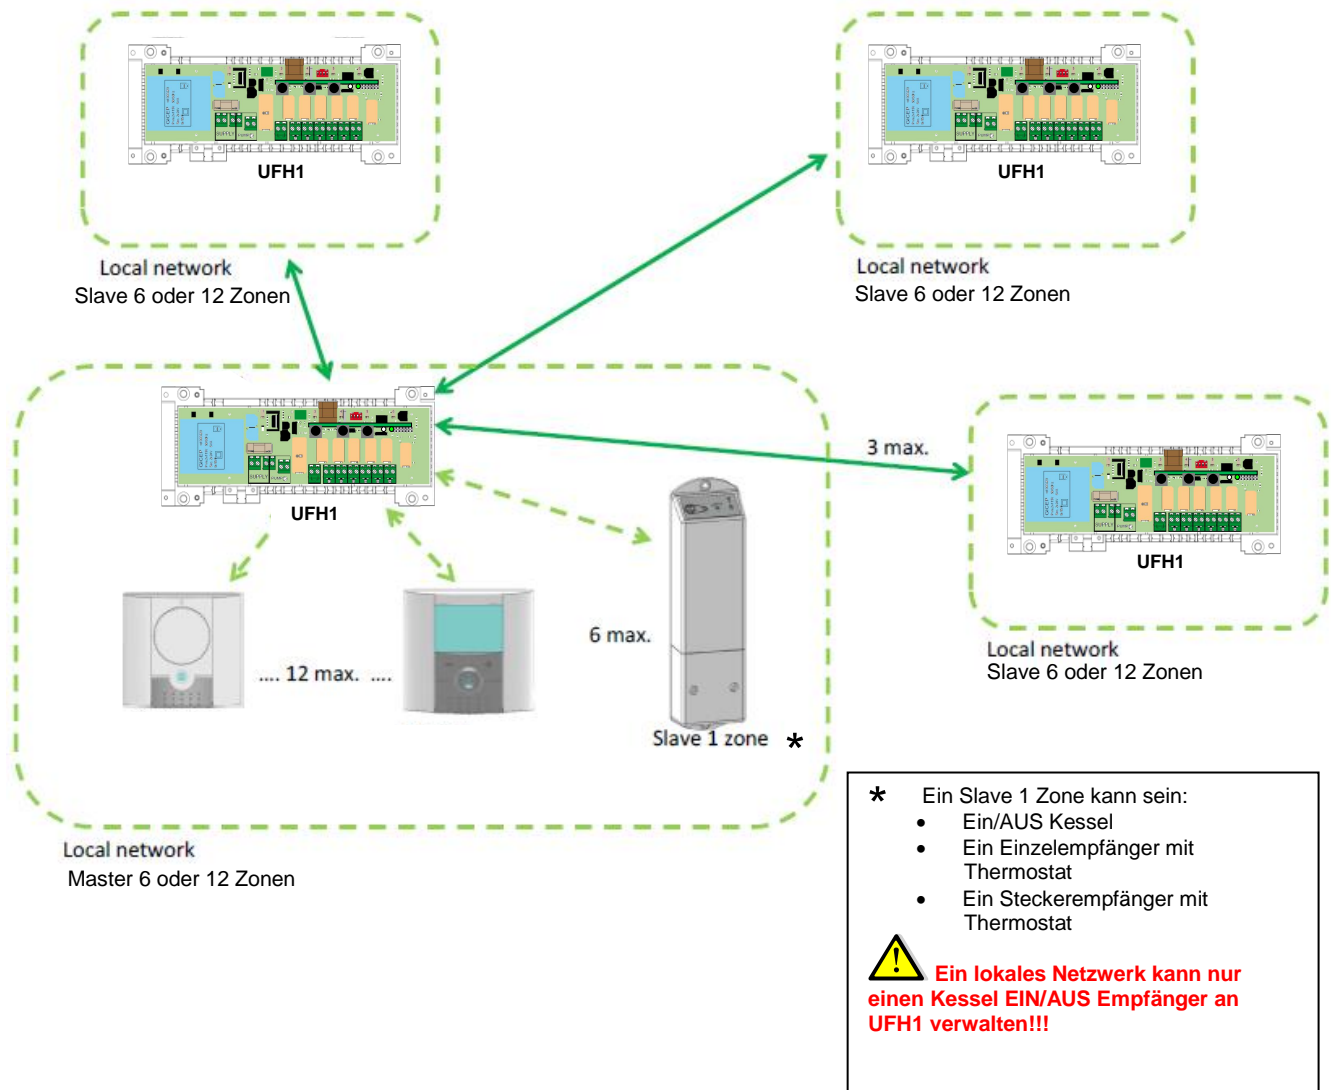 UFH1
UFH1
Local network
Slave 6 oder 12 Zonen
Local network
Slave 6 oder 12 Zonen
UFH1
3 max.
UFH1
.... 12 max. ....
6 max.
Slave 1 zone *
Local network
Slave 6 oder 12 Zonen
Local network
Master 6 oder 12 Zonen
* Ein Slave 1 Zone kann sein:
• Ein/AUS Kessel
• Ein Einzelempfänger mit
Thermostat
• Ein Steckerempfänger mit
Thermostat
! Ein lokales Netzwerk kann nur
einen Kessel EIN/AUS Empfänger an
UFH1 verwalten!!!